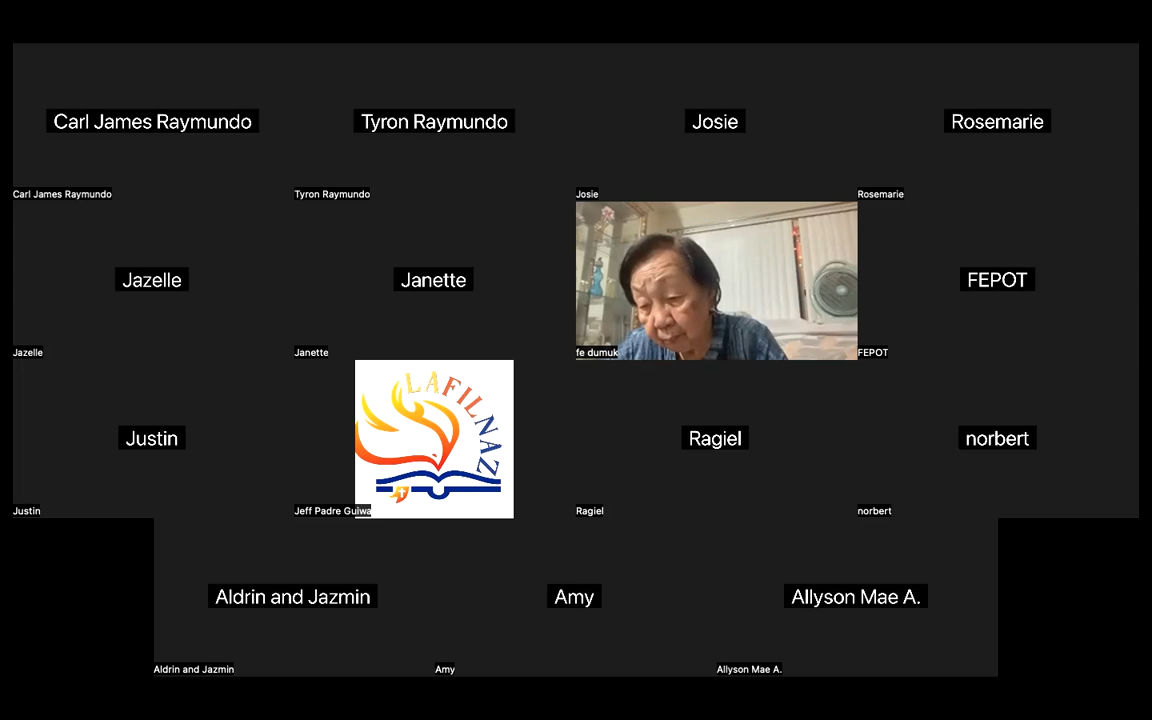 Carl James Raymundo
Tyron Raymundo
Josie
Rosemarie
Carl James Raymundo
Tyron Raymundo
Josie
Rosemarie
Jazelle
Janette
FEPOT
Jazelle
Janette
fe dumuk
FEPOT
Justin
LAFILNAZ
Ragiel
norbert
Justin
Jeff Padre Guiwa
Ragiel
norbert
Aldrin and Jazmin
Amy
Allyson Mae A.
Aldrin and Jazmin
Amy
Allyson Mae A.